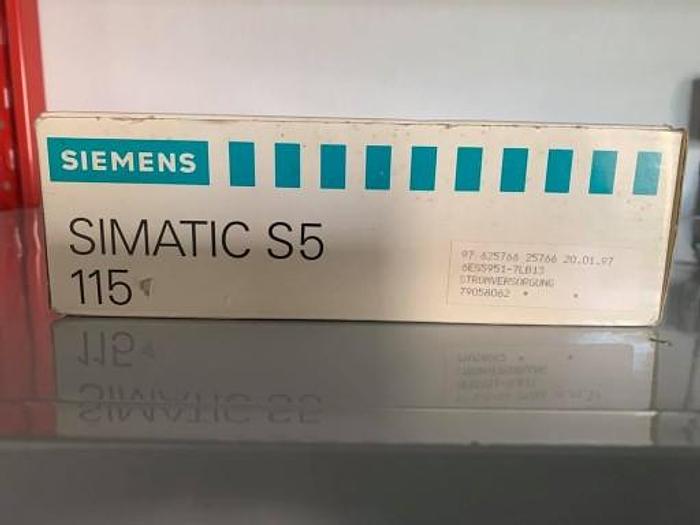 SIEMENS
SIMATIC S5
115
97 625766 25766 20.01.97
6ES5951-7LB13
STROMVERSORGUNG
79058062